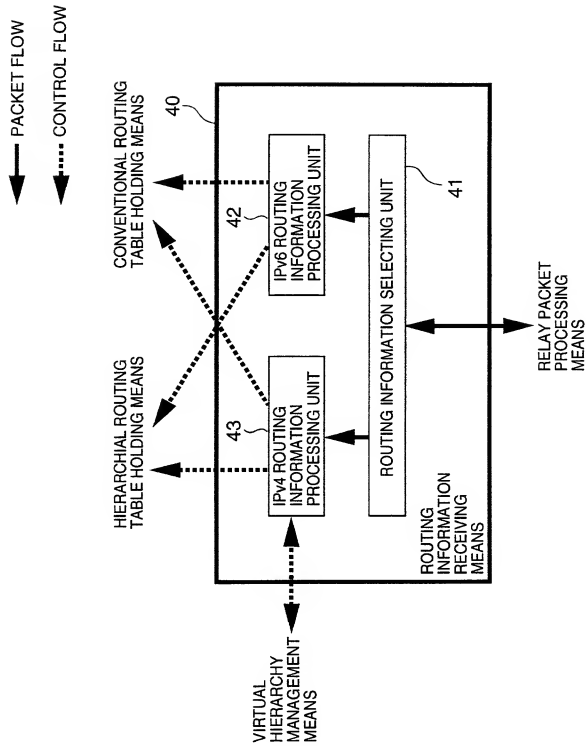 PACKET FLOW
CONTROL FLOW
HIERARCHIAL ROUTING
TABLE HOLDING MEANS
CONVENTIONAL ROUTING
TABLE HOLDING MEANS
40
43
IPv4 ROUTING
INFORMATION
PROCESSING UNIT
42
IPv6 ROUTING
INFORMATION
PROCESSING UNIT
VIRTUAL
HIERARCHY
MANAGEMENT
MEANS
ROUTING INFORMATION SELECTING UNIT
41
ROUTING
INFORMATION
RECEIVING
MEANS
RELAY PACKET
PROCESSING
MEANS